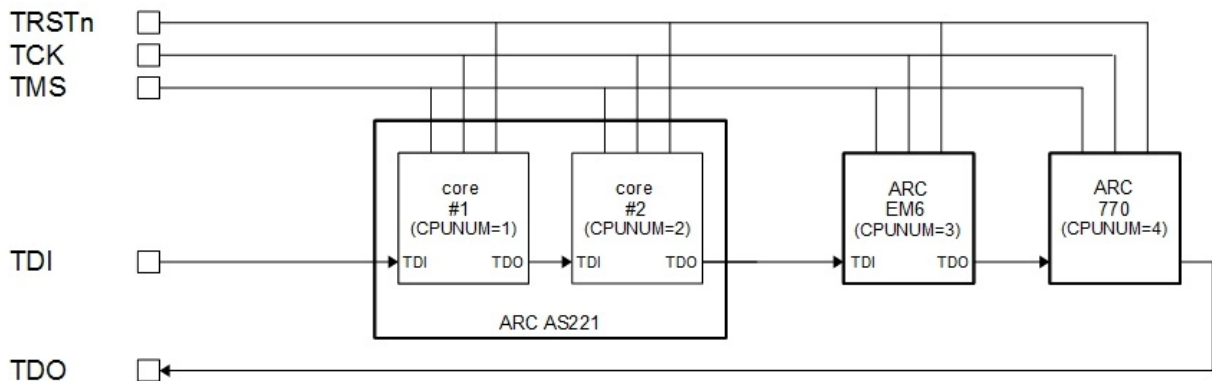 TRSTn
TCK
TMS
core
#1
(CPUNUM=1)
TDI TDO
core
#2
(CPUNUM=2)
TDI TDO
ARC AS221
ARC
EM6
(CPUNUM=3)
TDI TDO
ARC
770
(CPUNUM=4)
TDI
TDO